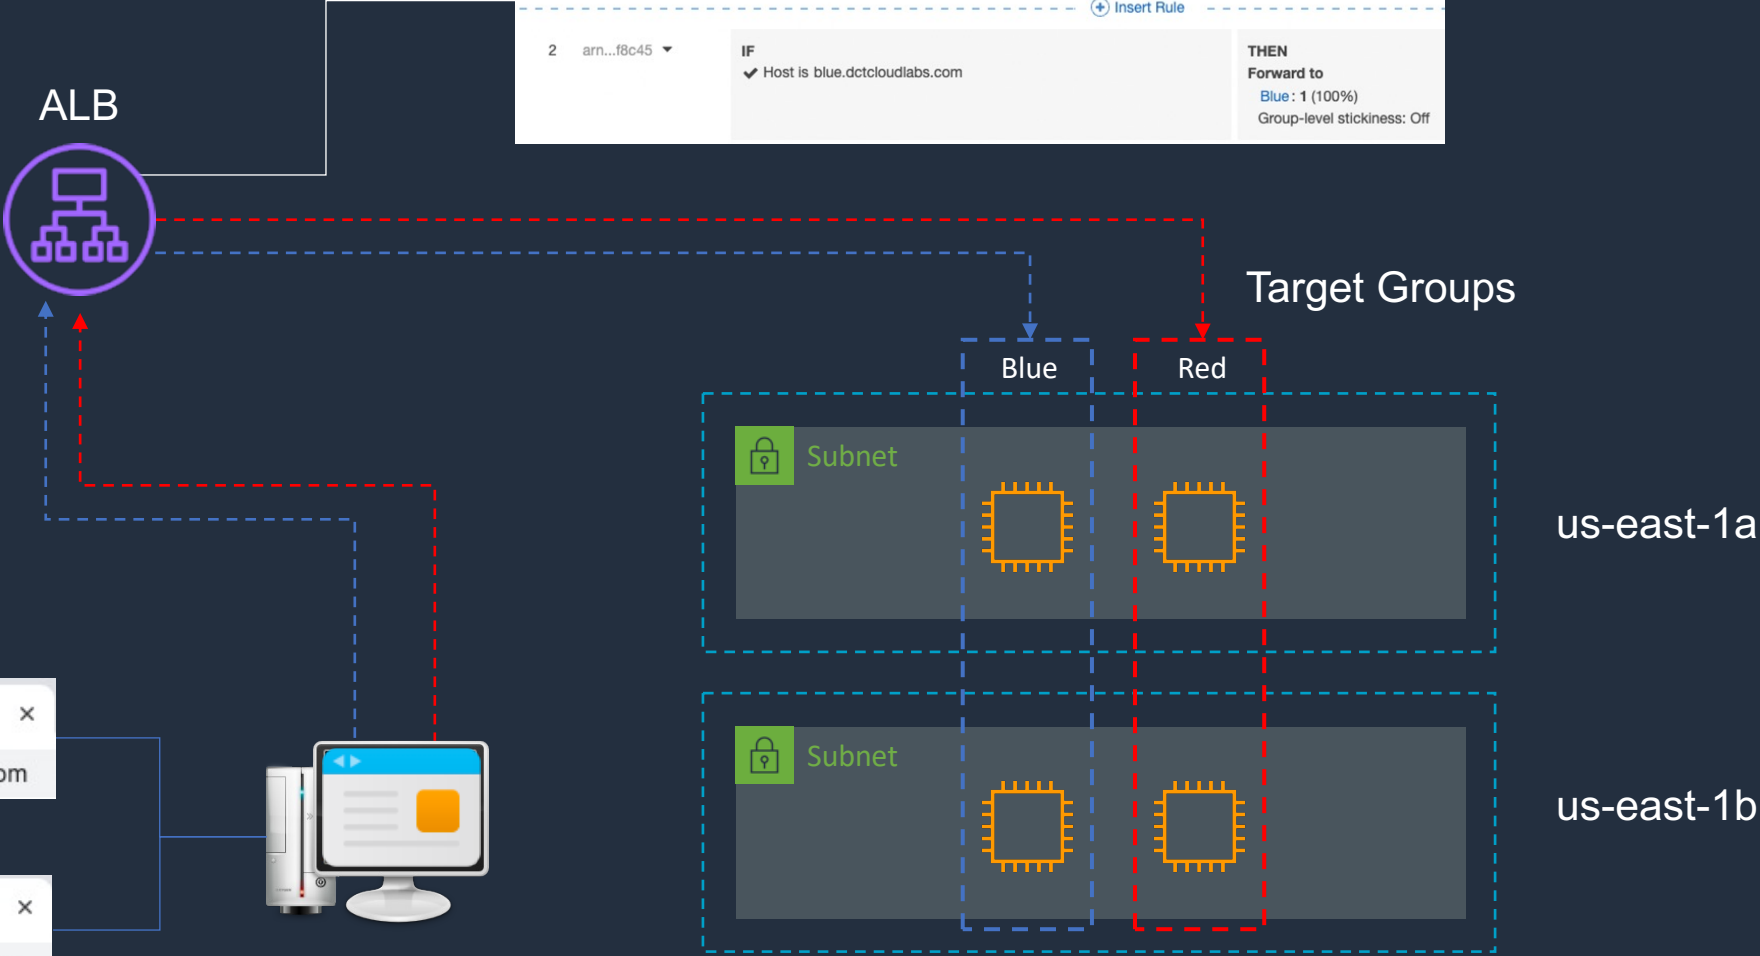 Insert Rule
2 arn...f8c45 IF THEN
Host is blue.dctcloudlabs.com Forward to
Blue: 1 (100%)
Group-level stickiness: Off
ALB
Target Groups
Blue Red
Subnet
us-east-1a
Subnet
us-east-1b
om